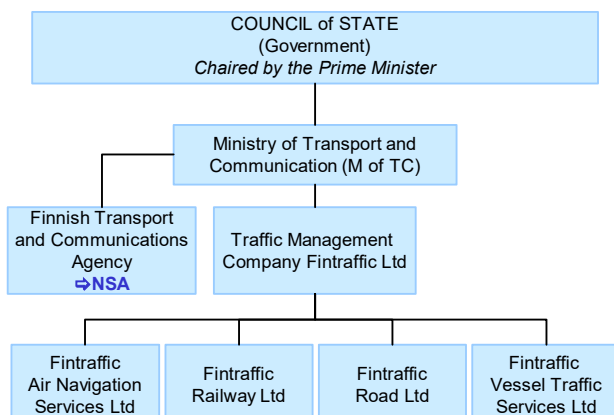 COUNCIL of STATE
(Government)
Chaired by the Prime Minister
Ministry of Transport and
Communication (M of TC)
Finnish Transport
and Communications
Agency
⇨NSA
Traffic Management
Company Fintraffic Ltd
Fintraffic
Air Navigation
Services Ltd
Fintraffic
Railway Ltd
Fintraffic
Road Ltd
Fintraffic
Vessel Traffic
Services Ltd